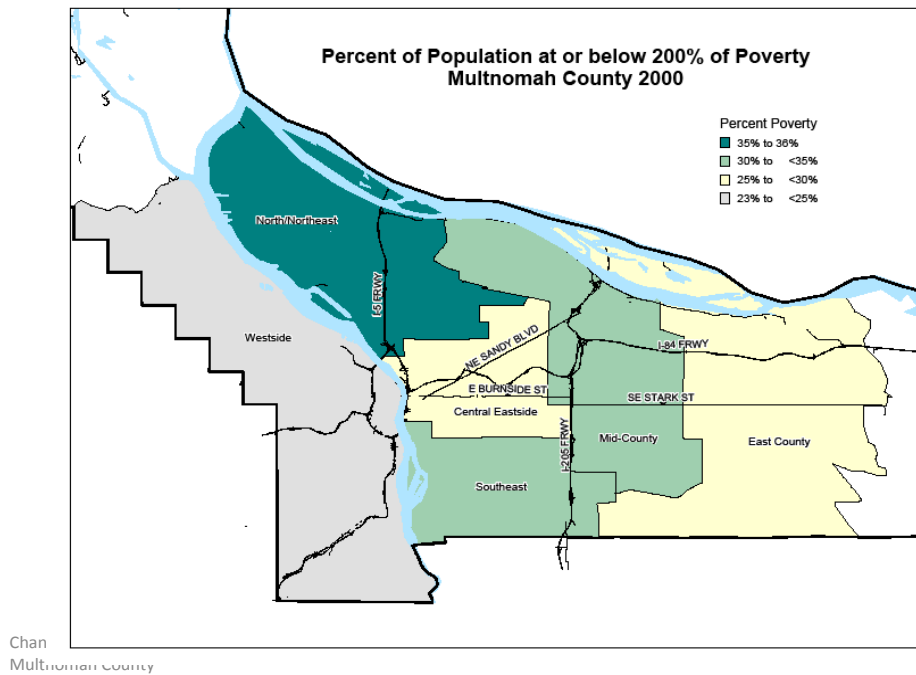 Percent of Population at or below 200% of Poverty
Multnomah County 2000
Percent Poverty
35% to 36%
30% to <35%
25% to <30%
23% to <25%
North/Northeast
I-5 FRWY
Westside
NE SANDY BLVD
I-84 FRWY
E BURNSIDE ST
SE STARK ST
Central Eastside
I-205 FRWY
Mid-County
East County
Southeast
Chan
Multnomah County